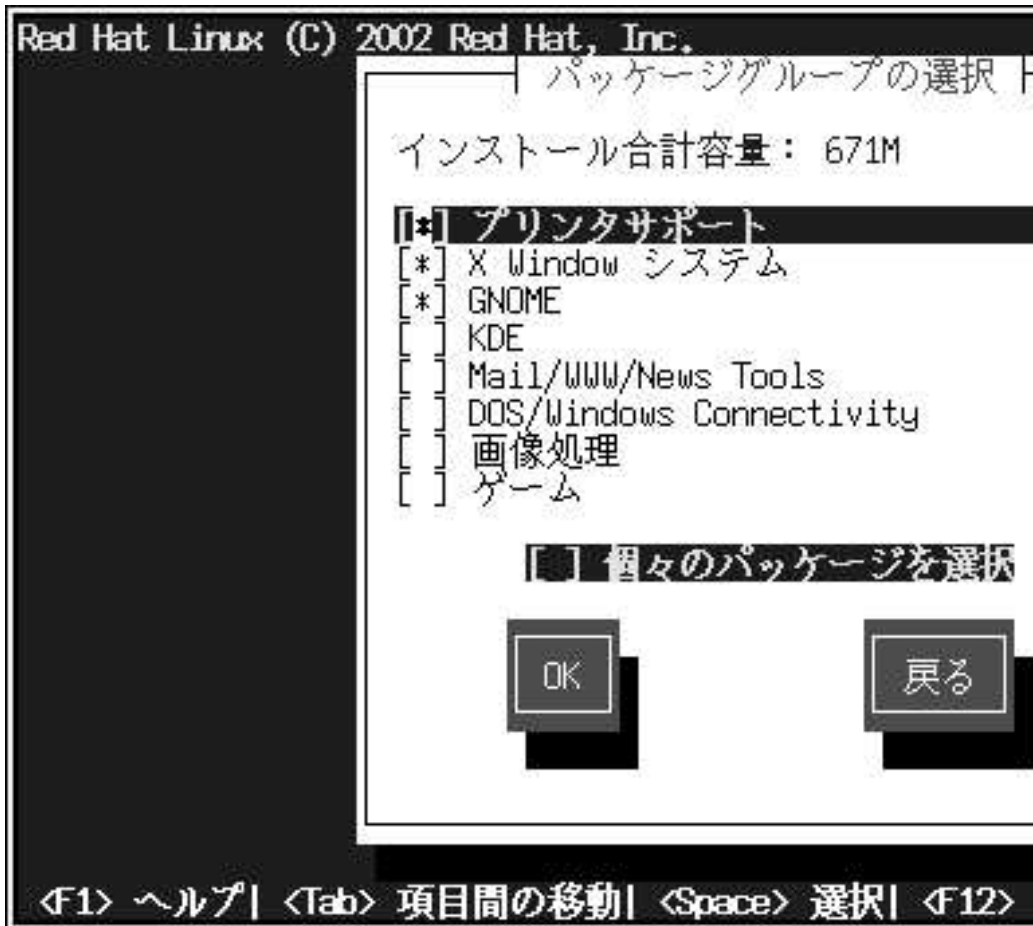 Red Hat Linux (C) 2002 Red Hat, Inc.
パッケージグループの選択
インストール合計容量： 671M
[*] プリンタサポート
[*] X Window システム
[*] GNOME
[ ] KDE
[ ] Mail/WWW/News Tools
[ ] DOS/Windows Connectivity
[ ] 画像処理
[ ] ゲーム
[ ] 個々のパッケージを選択
OK 戻る
<F1> ヘルプ| <Tab> 項目間の移動| <Space> 選択| <F12>